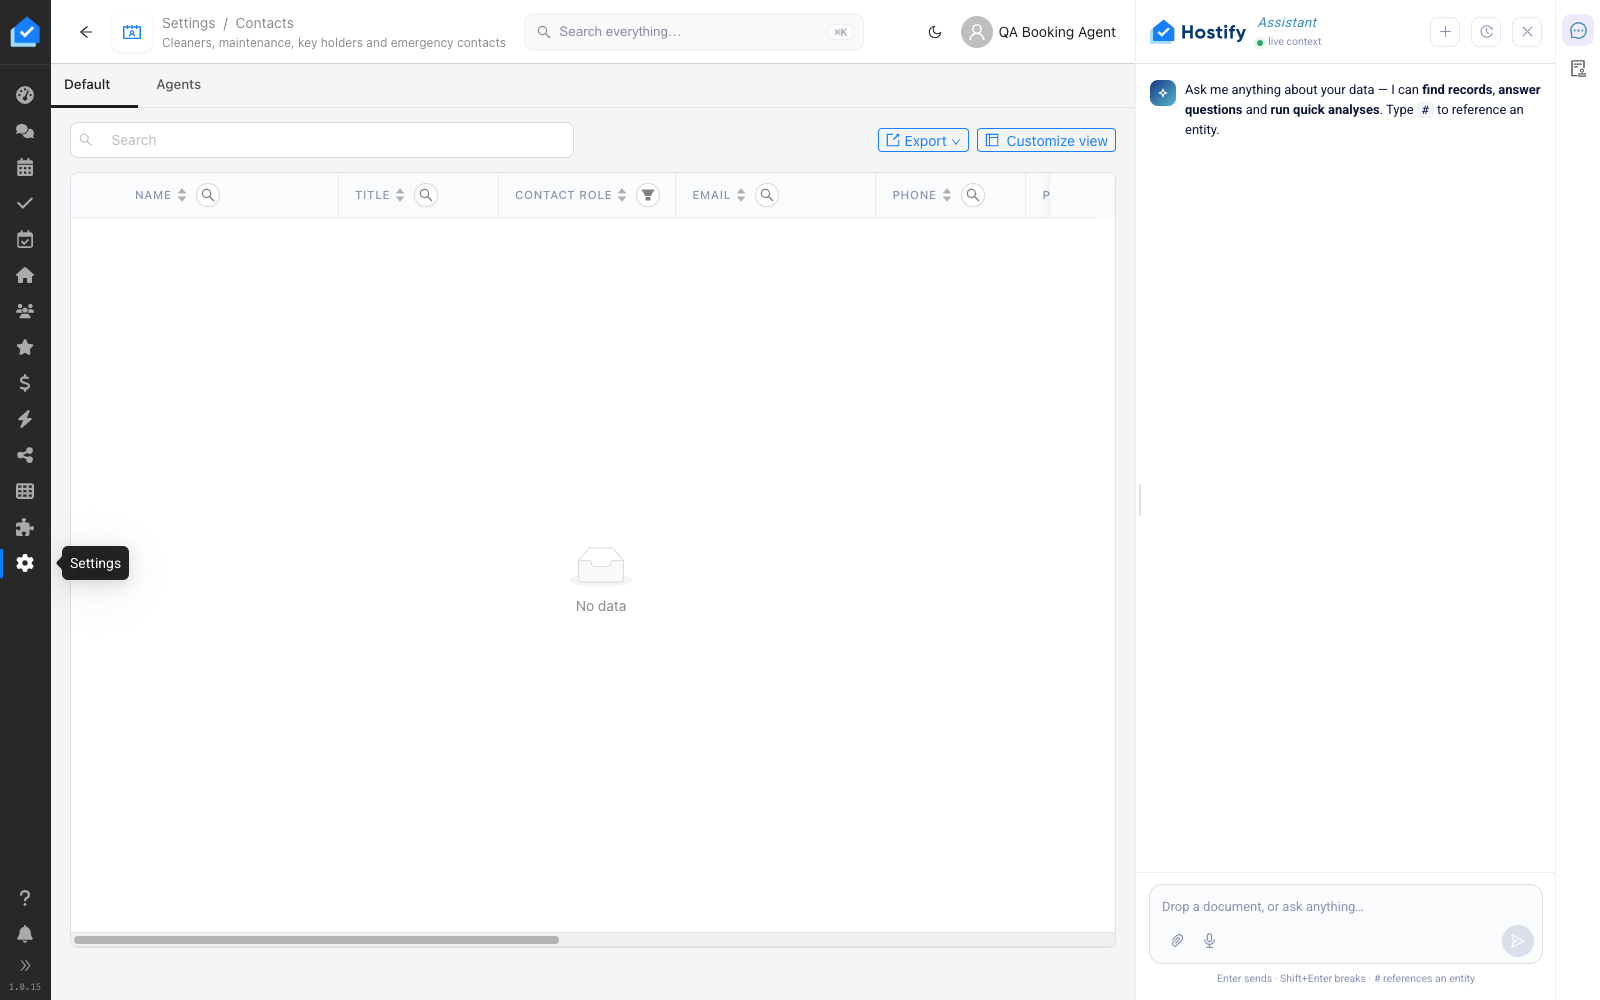 Settings / Contacts
Cleaners, maintenance, key holders and emergency contacts
Search everything...
⌘K
QA Booking Agent
Default
Agents
Search
Export
Customize view
NAME
TITLE
CONTACT ROLE
EMAIL
PHONE
P
No data
Settings
1.0.15
Hostify
Assistant
live context
Ask me anything about your data — I can find records, answer
questions and run quick analyses. Type # to reference an
entity.
Drop a document, or ask anything...
Enter sends · Shift+Enter breaks · # references an entity